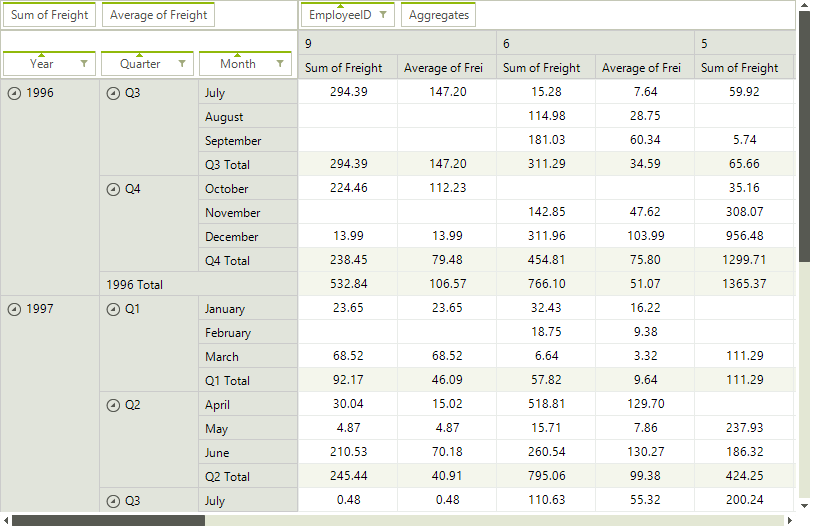 Sum of Freight Average of Freight EmployeeID Aggregates
9 6 5
Year Quarter Month Sum of Freight Average of Frei Sum of Freight Average of Frei Sum of Freight
1996 Q3 July 294.39 147.20 15.28 7.64 59.92
August 114.98 28.75
September 181.03 60.34 5.74
Q3 Total 294.39 147.20 311.29 34.59 65.66
Q4 October 224.46 112.23 35.16
November 142.85 47.62 308.07
December 13.99 13.99 311.96 103.99 956.48
Q4 Total 238.45 79.48 454.81 75.80 1299.71
1996 Total 532.84 106.57 766.10 51.07 1365.37
1997 Q1 January 23.65 23.65 32.43 16.22
February 18.75 9.38
March 68.52 68.52 6.64 3.32 111.29
Q1 Total 92.17 46.09 57.82 9.64 111.29
Q2 April 30.04 15.02 518.81 129.70
May 4.87 4.87 15.71 7.86 237.93
June 210.53 70.18 260.54 130.27 186.32
Q2 Total 245.44 40.91 795.06 99.38 424.25
Q3 July 0.48 0.48 110.63 55.32 200.24